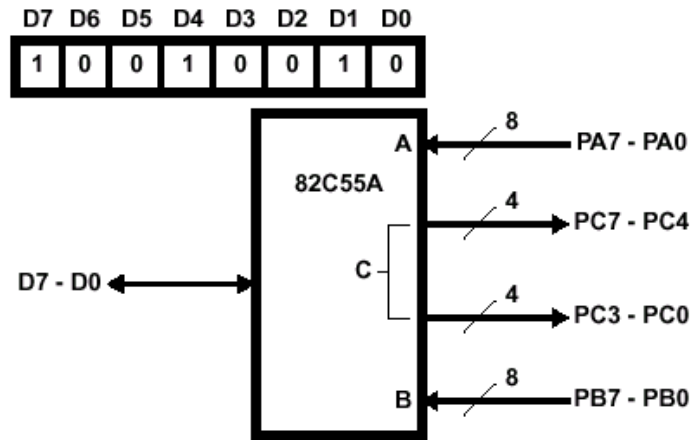 D7 D6 D5 D4 D3 D2 D1 D0
1 0 0 1 0 0 1 0
8
A PA7 - PA0
82C55A
4
PC7 - PC4
C
D7 - D0
4
PC3 - PC0
8
B PB7 - PB0